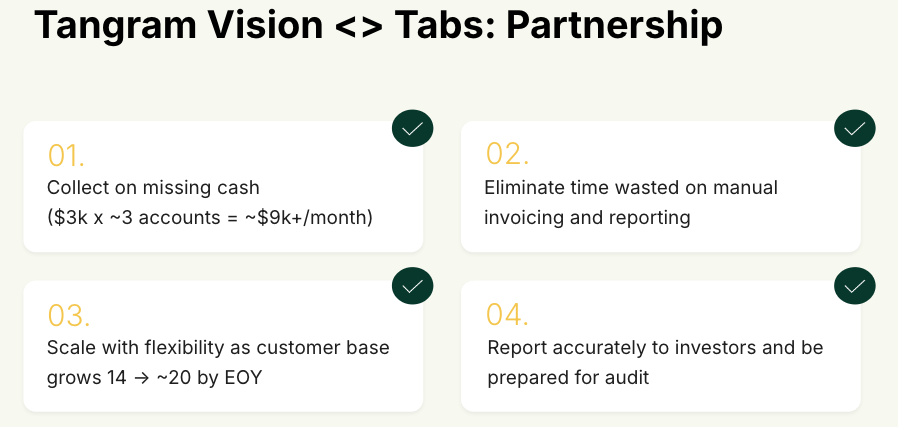 Tangram Vision <> Tabs: Partnership
01.
Collect on missing cash
($3k x ~3 accounts = ~$9k+/month)
02.
Eliminate time wasted on manual
invoicing and reporting
03.
Scale with flexibility as customer base
grows 14 → ~20 by EOY
04.
Report accurately to investors and be
prepared for audit